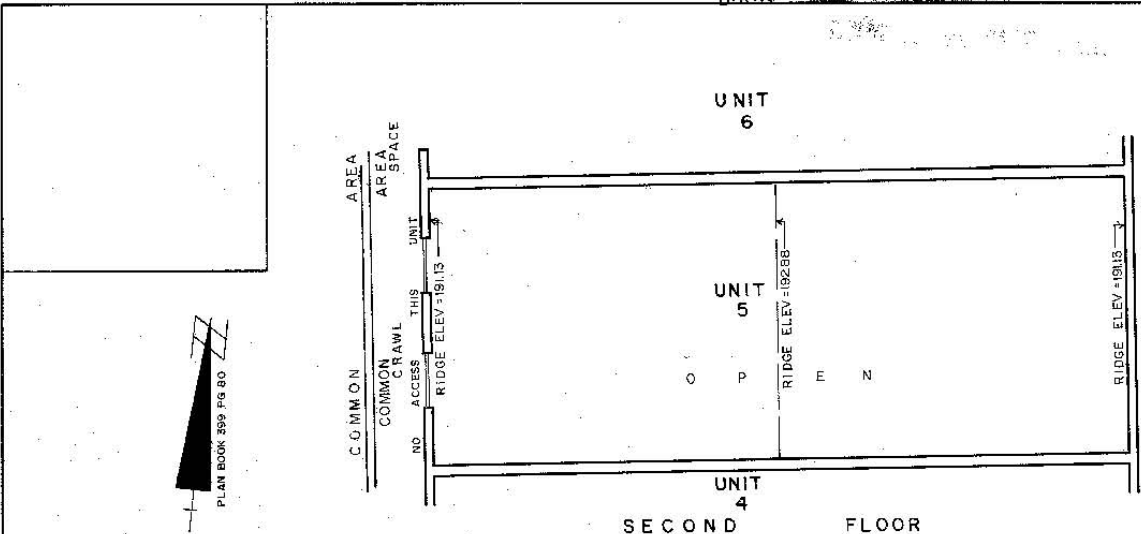 UNIT
6
AREA
AREA
SPACE
COMMON
COMMON
CRAWL
NO ACCESS THIS UNIT
RIDGE ELEV = 191.13
UNIT
5
RIDGE ELEV = 192.88
RIDGE ELEV = 191.13
OPEN
PLAN BOOK 399 PG 80
UNIT
4
SECOND FLOOR